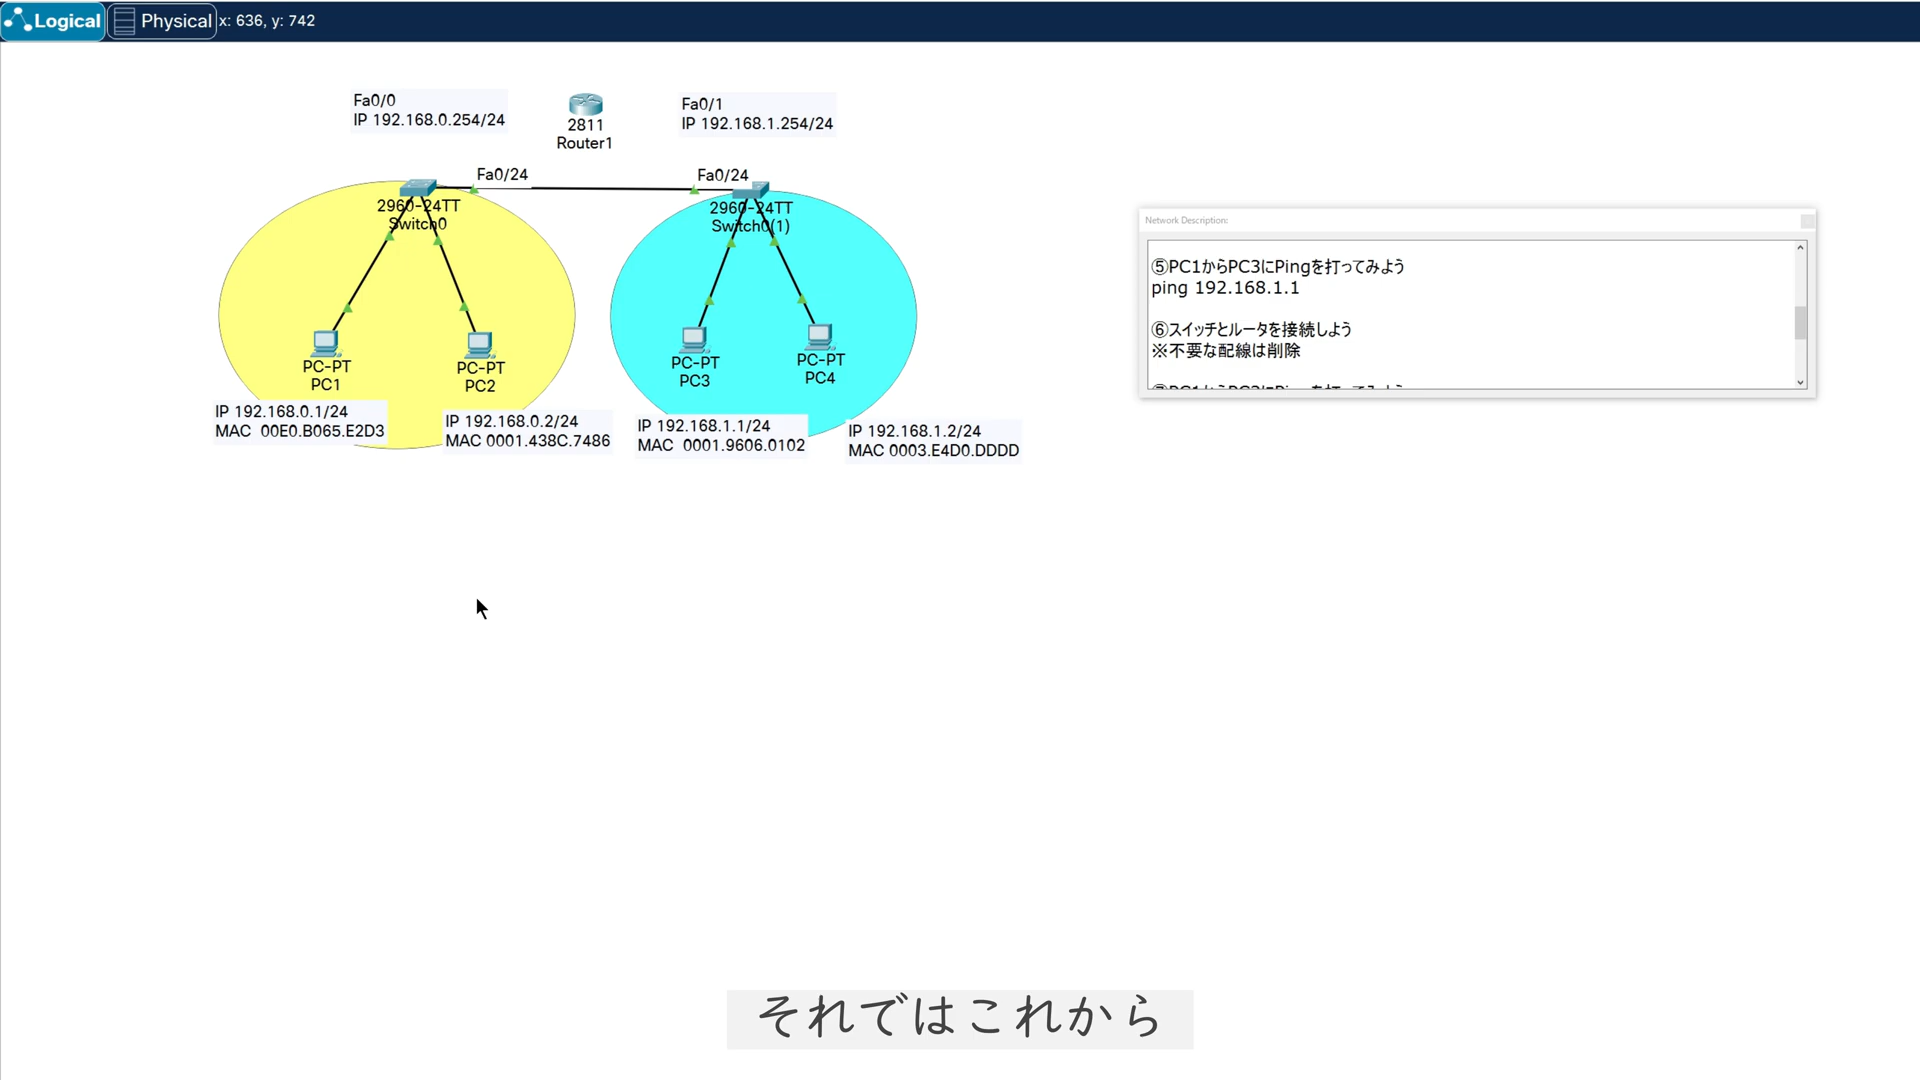 Logical Physical x: 636, y: 742
Fa0/0
IP 192.168.0.254/24
2811
Router1
Fa0/1
IP 192.168.1.254/24
Fa0/24
Fa0/24
2960-24TT
Switch0
2960-24TT
Switch0(1)
PC-PT
PC1
PC-PT
PC2
PC-PT
PC3
PC-PT
PC4
IP 192.168.0.1/24
MAC  00E0.B065.E2D3
IP 192.168.0.2/24
MAC 0001.438C.7486
IP 192.168.1.1/24
MAC  0001.9606.0102
IP 192.168.1.2/24
MAC 0003.E4D0.DDDD
Network Description:
⑤PC1からPC3にPingを打ってみよう
ping 192.168.1.1
⑥スイッチとルータを接続しよう
※不要な配線は削除
それではこれから